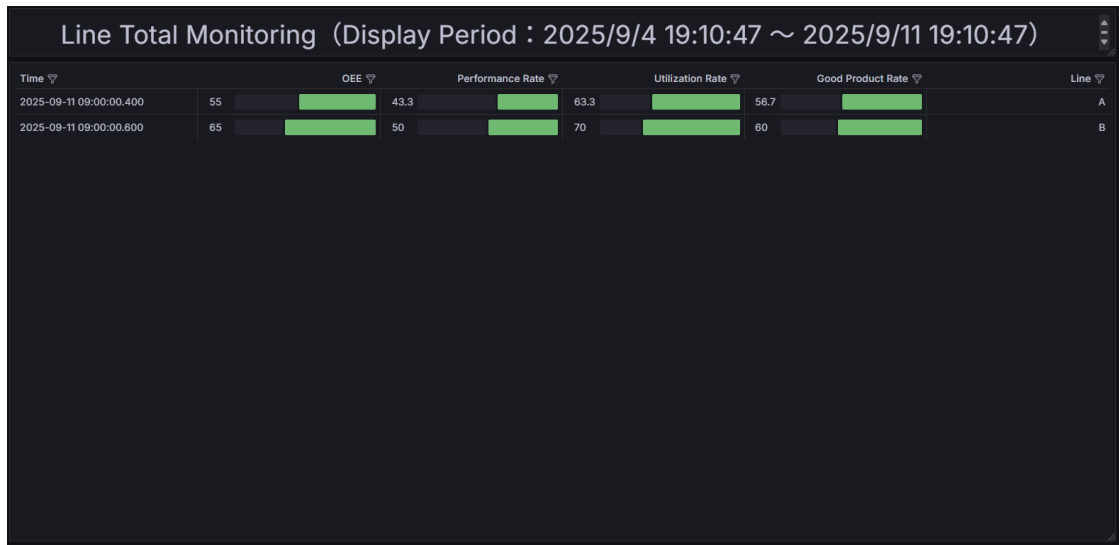 Line Total Monitoring（Display Period：2025/9/4 19:10:47 ～ 2025/9/11 19:10:47）
Time OEE Performance Rate Utilization Rate Good Product Rate Line
2025-09-11 09:00:00.400 55 43.3 63.3 56.7 A
2025-09-11 09:00:00.600 65 50 70 60 B